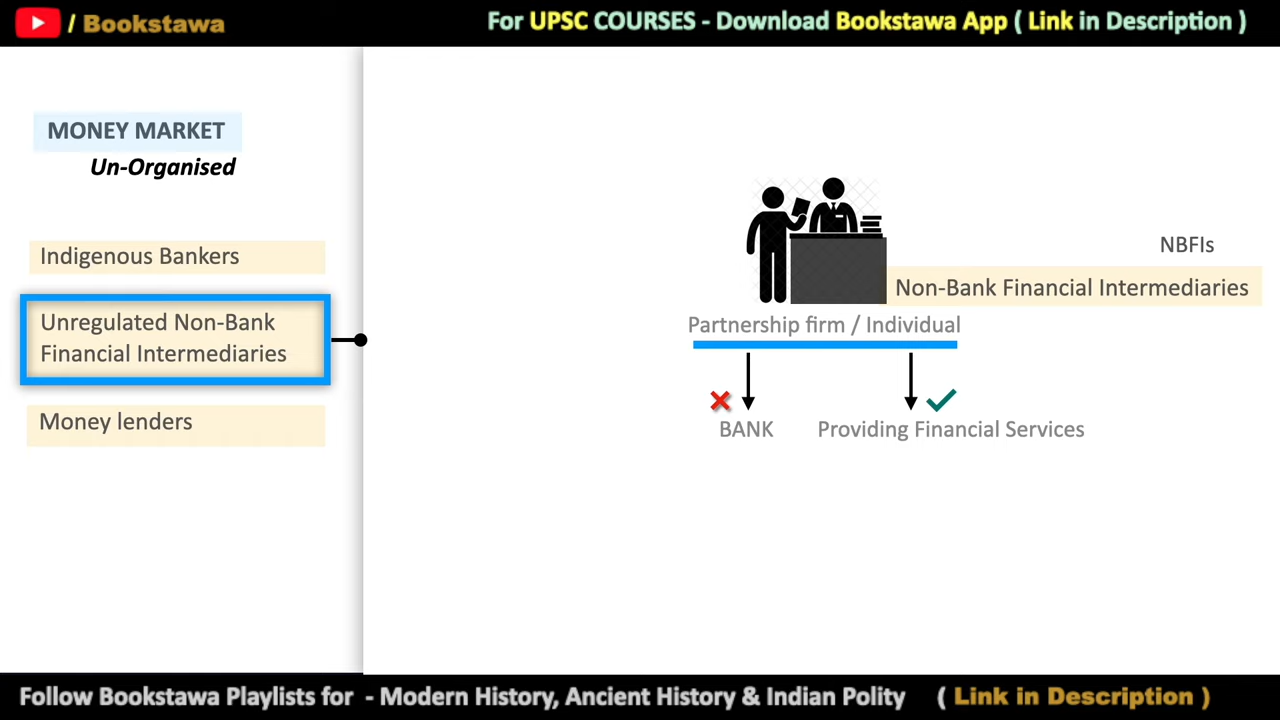 / Bookstawa
For UPSC COURSES - Download Bookstawa App ( Link in Description )
MONEY MARKET
Un-Organised
Indigenous Bankers
Unregulated Non-Bank
Financial Intermediaries
Money lenders
NBFIs
Non-Bank Financial Intermediaries
Partnership firm / Individual
BANK
Providing Financial Services
Follow Bookstawa Playlists for - Modern History, Ancient History & Indian Polity ( Link in Description )